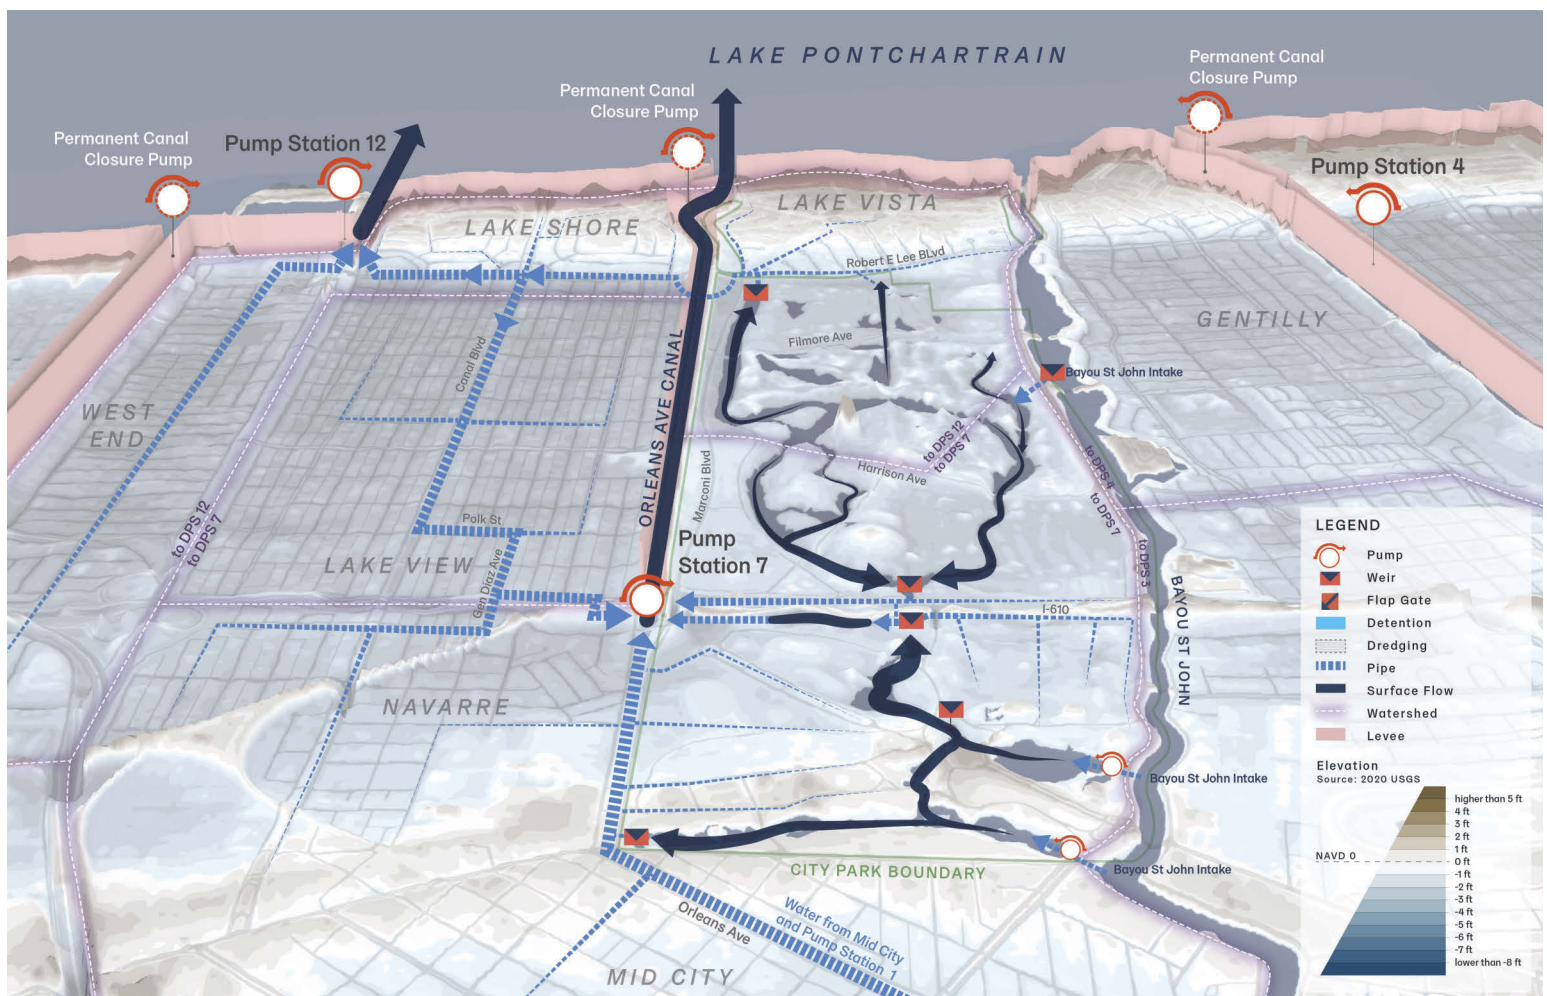 LAKE PONTCHARTRAIN
Permanent Canal
Closure Pump
Permanent Canal
Closure Pump
Permanent Canal
Closure Pump
Pump Station 12
Pump Station 4
LAKE SHORE
LAKE VISTA
Robert E Lee BLvd
GENTILLY
Filmore Ave
Canal Blvd
ORLEANS AVE CANAL
Marconi Blvd
Bayou St John Intake
WEST
END
to DPS 12
to DPS 7
Harrison Ave
to DPS 4
to DPS 7
to DPS 12
to DPS 7
Polk St
Pump
Station 7
LAKE VIEW
Gen Diaz Ave
to DPS 3
BAYOU ST JOHN
I-610
NAVARRE
Bayou St John Intake
Bayou St John Intake
CITY PARK BOUNDARY
Orleans Ave
Water from Mid City
and Pump Station 1
MID CITY
LEGEND
Pump
Weir
Flap Gate
Detention
Dredging
Pipe
Surface Flow
Watershed
Levee
Elevation
Source: 2020 USGS
higher than 5 ft
4 ft
3 ft
2 ft
1 ft
NAVD 0
0 ft
-1 ft
-2 ft
-3 ft
-4 ft
-5 ft
-6 ft
-7 ft
lower than -8 ft